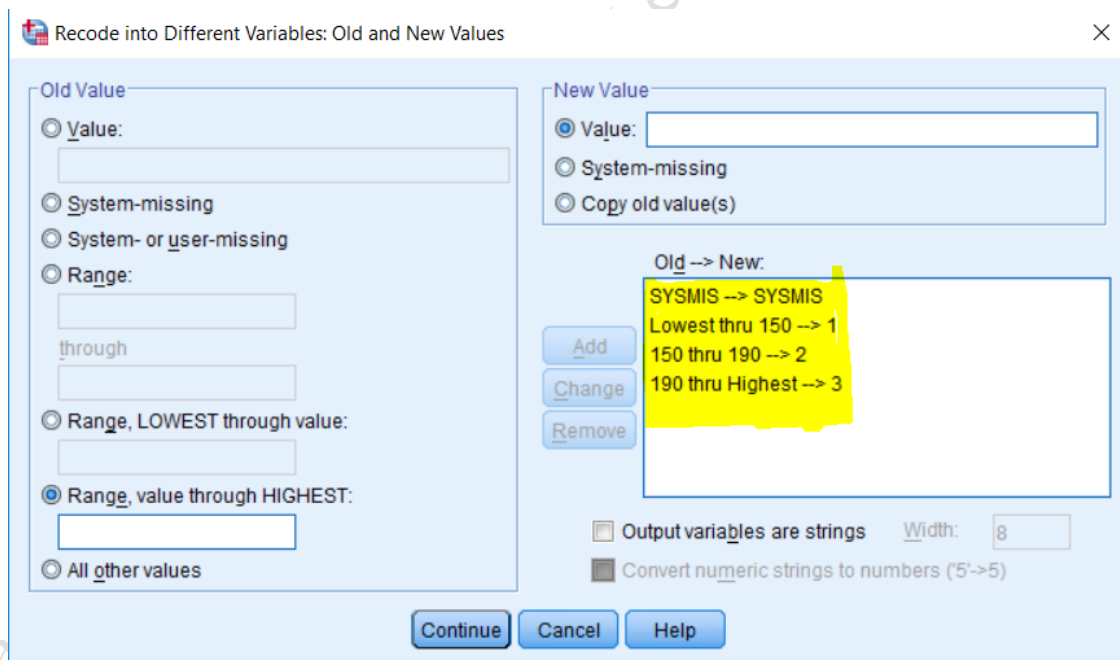 Recode into Different Variables: Old and New Values
Old Value
Value:
System-missing
System- or user-missing
Range:
through
Range, LOWEST through value:
Range, value through HIGHEST:
All other values
New Value
Value:
System-missing
Copy old value(s)
Old --> New:
SYSMIS --> SYSMIS
Lowest thru 150 --> 1
150 thru 190 --> 2
190 thru Highest --> 3
Add
Change
Remove
Output variables are strings Width: 8
Convert numeric strings to numbers ('5'->5)
Continue Cancel Help